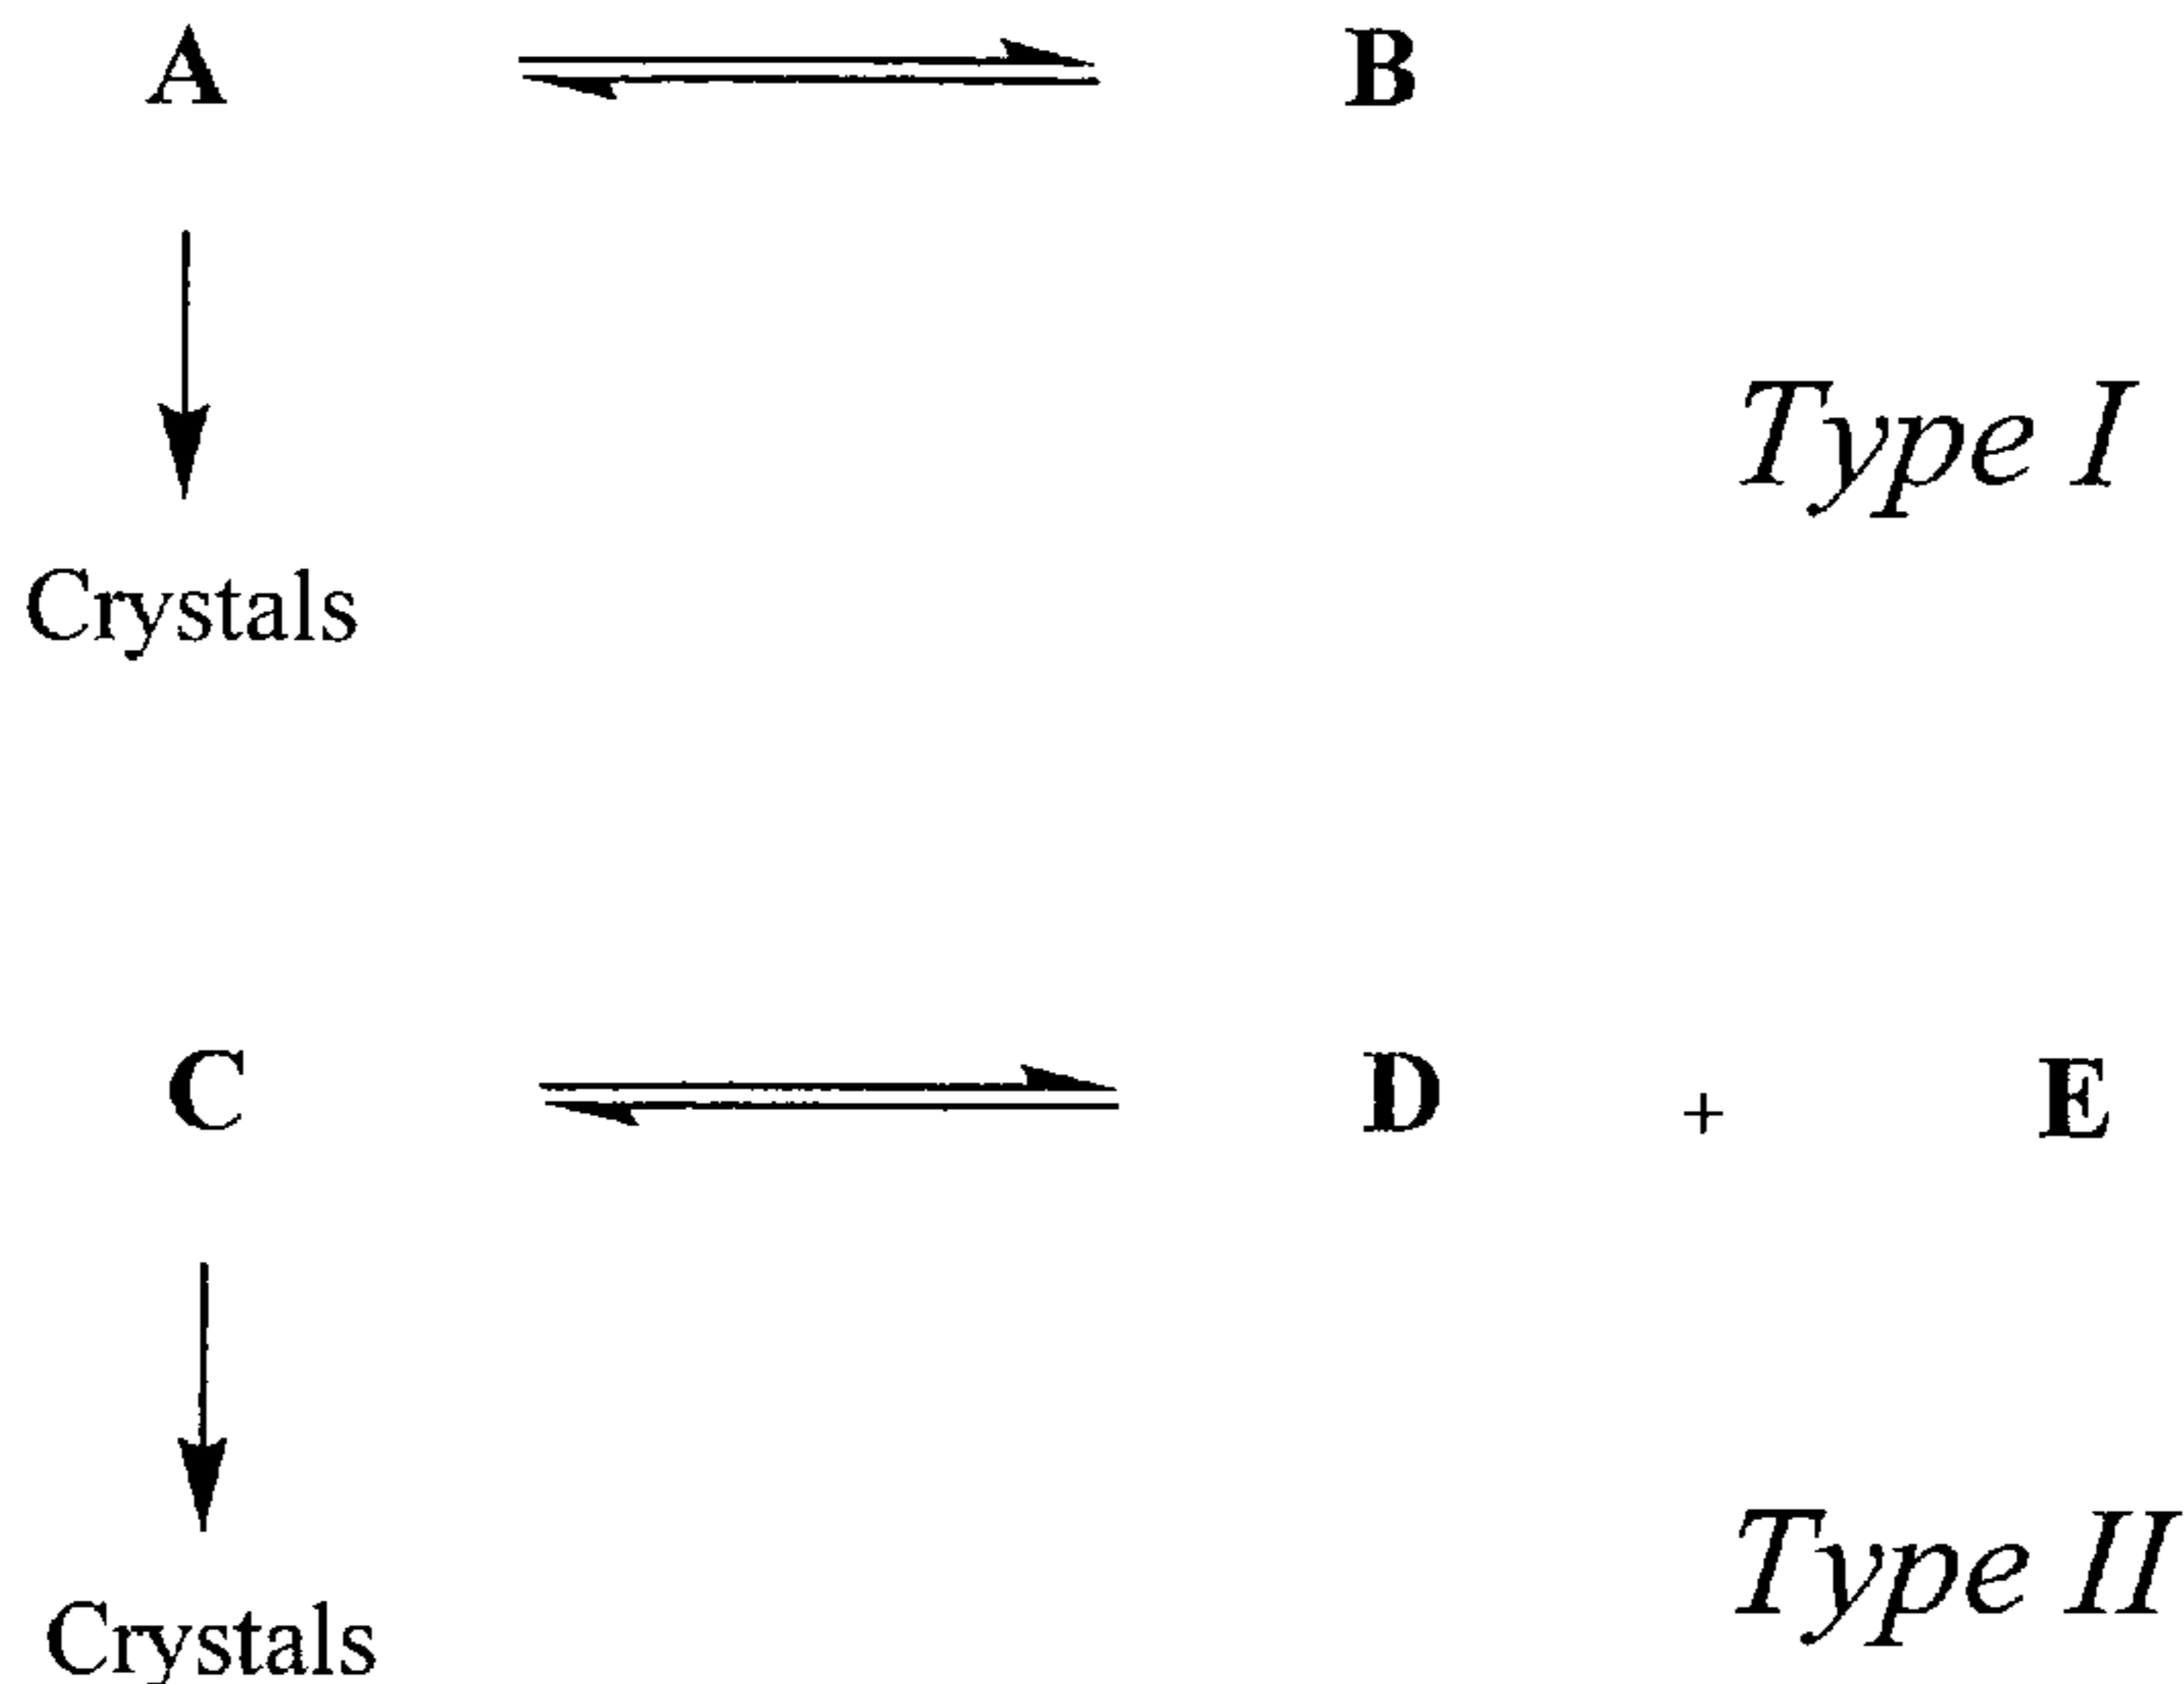 A ⇌ B
Type I
Crystals
C ⇌ D + E
Type II
Crystals